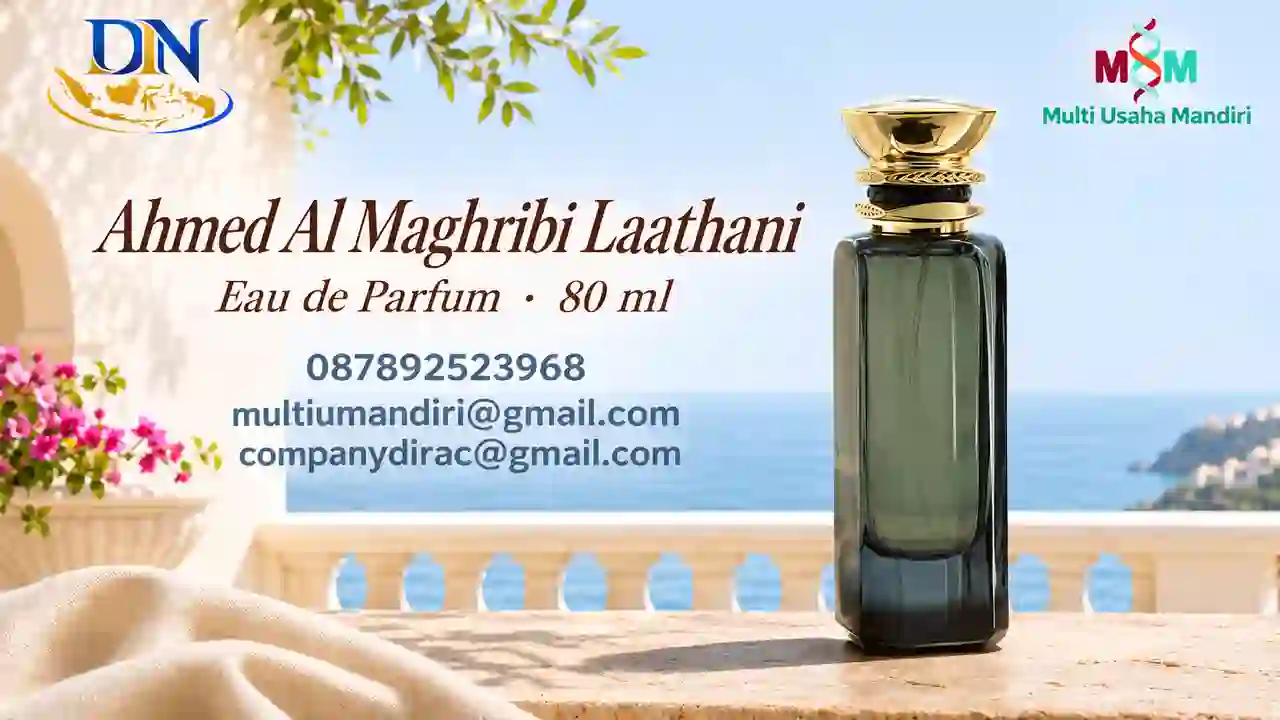 DN
MM
Multi Usaha Mandiri
Ahmed Al Maghribi Laathani
Eau de Parfum · 80 ml
087892523968
multiumandiri@gmail.com
companydirac@gmail.com